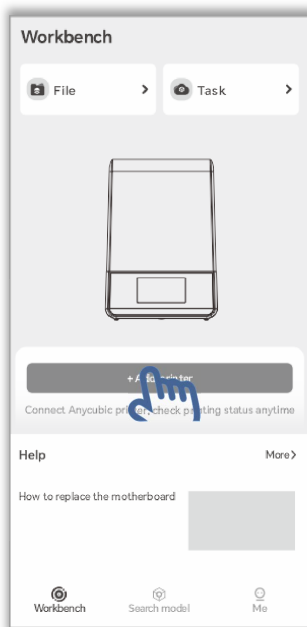 Workbench
File
Task
+ Add printer
Connect Anycubic printer, check printing status anytime
Help
More
How to replace the motherboard
Workbench
Search model
Me